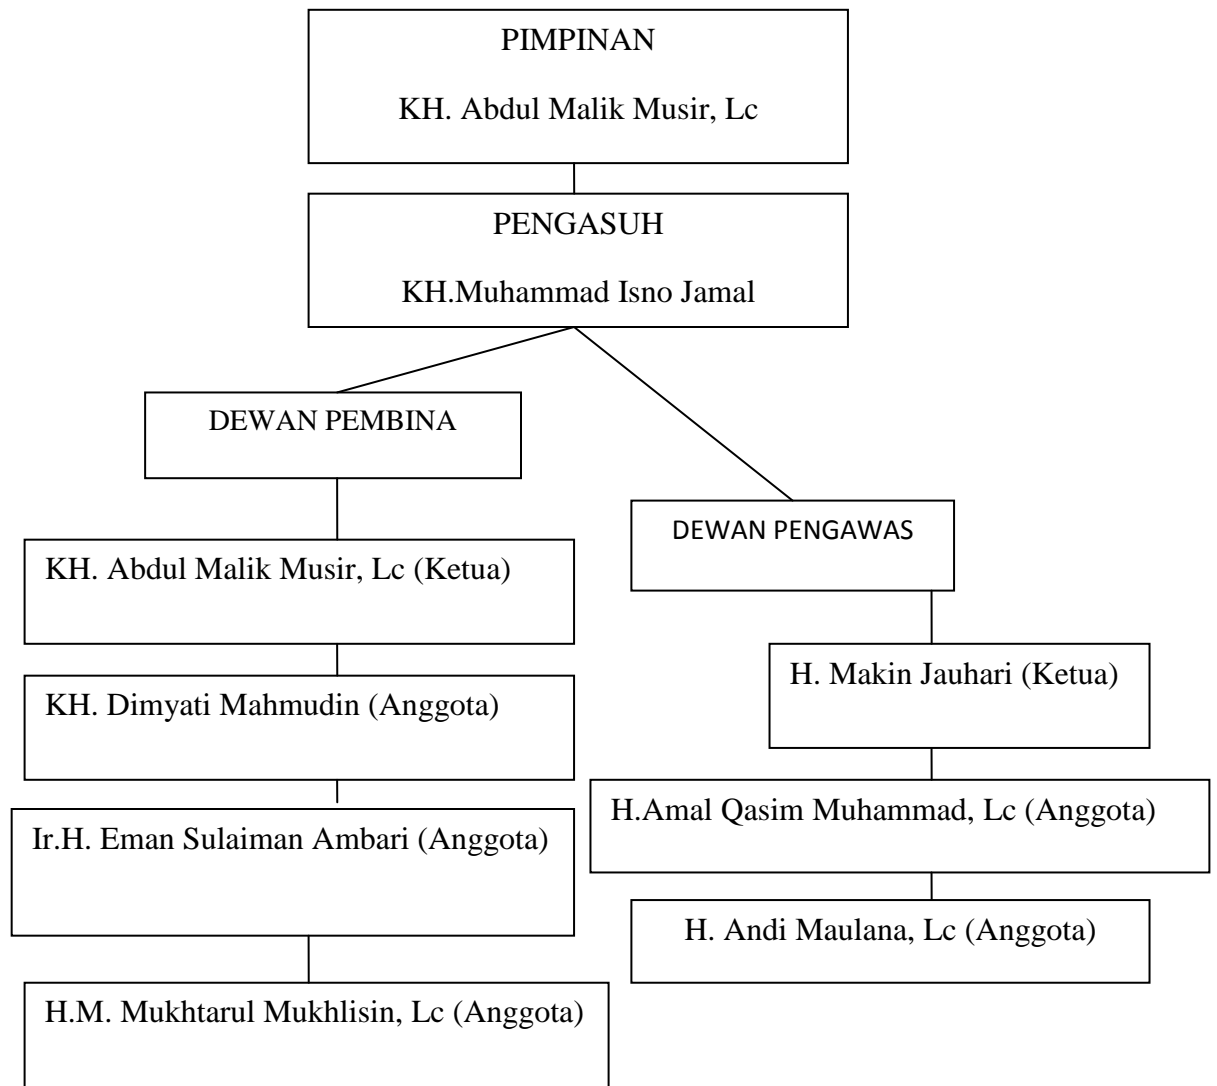 PIMPINAN
KH. Abdul Malik Musir, Lc
PENGASUH
KH.Muhammad Isno Jamal
DEWAN PEMBINA
KH. Abdul Malik Musir, Lc (Ketua)
KH. Dimyati Mahmudin (Anggota)
Ir.H. Eman Sulaiman Ambari (Anggota)
H.M. Mukhtarul Mukhlisin, Lc (Anggota)
DEWAN PENGAWAS
H. Makin Jauhari (Ketua)
H.Amal Qasim Muhammad, Lc (Anggota)
H. Andi Maulana, Lc (Anggota)